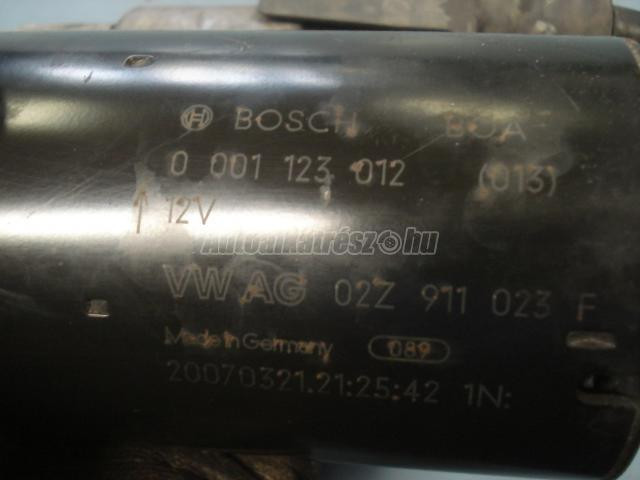 BOSCH BOA
0 001 123 012 (013)
12V
Autoalkatrész.hu
VW AG 02Z 911 023 F
Made in Germany 089
20070321.21:25:42 1N: